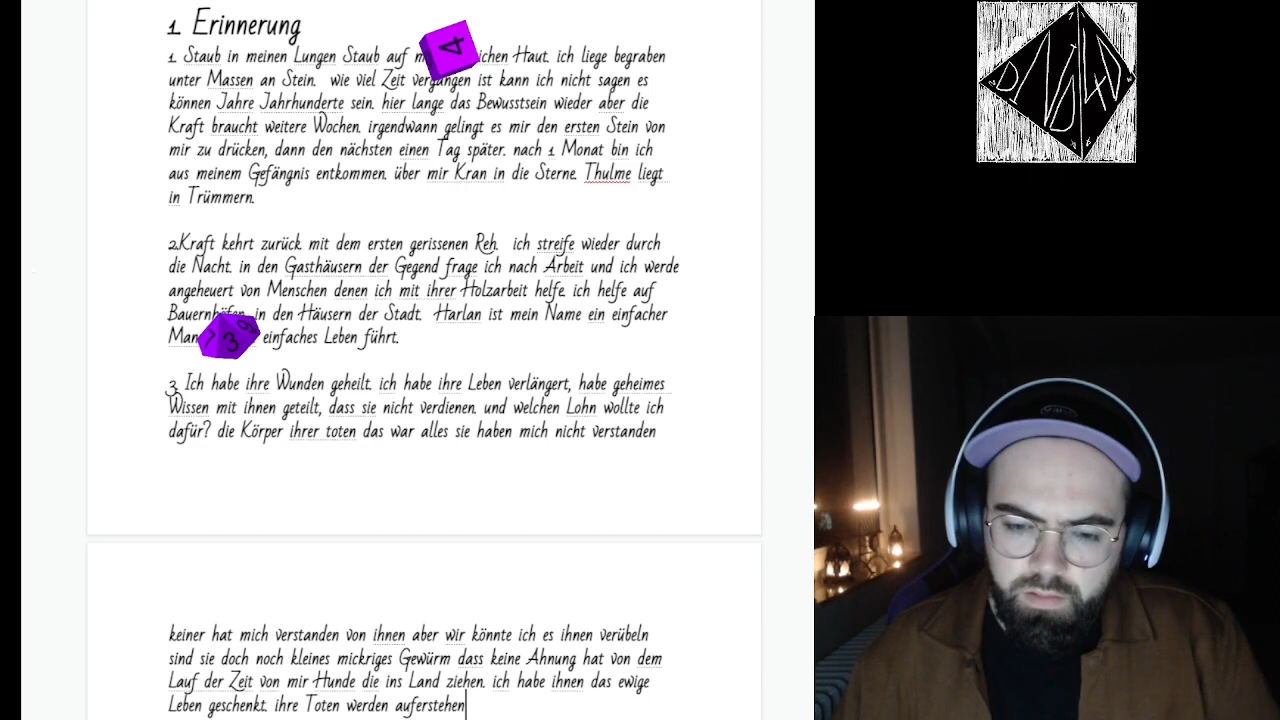 1. Erinnerung
1. Staub in meinen Lungen Staub auf Haut. ich liege begraben
unter Massen an Stein. wie viel Zeit vergangen ist kann ich nicht sagen es
können Jahre Jahrhunderte sein. hier lange das Bewusstsein wieder aber die
Kraft braucht weitere Wochen. irgendwann gelingt es mir den ersten Stein von
mir zu drücken, dann den nächsten einen Tag später. nach 1 Monat bin ich
aus meinem Gefängnis entkommen. über mir Kran in die Sterne. Thulme liegt
in Trümmern.
2.Kraft kehrt zurück mit dem ersten gerissenen Reh. ich streife wieder durch
die Nacht. in den Gasthäusern der Gegend frage ich nach Arbeit und ich werde
angeheuert von Menschen denen ich mit ihrer Holzarbeit helfe. ich helfe auf
Bauernhöfen in den Häusern der Stadt. Harlan ist mein Name ein einfacher
einfaches Leben führt.
3. Ich habe ihre Wunden geheilt. ich habe ihre Leben verlängert, habe geheimes
Wissen mit ihnen geteilt, dass sie nicht verdienen. und welchen Lohn wollte ich
dafür? die Körper ihrer toten das war alles sie haben mich nicht verstanden
keiner hat mich verstanden von ihnen aber wir könnte ich es ihnen verübeln
sind sie doch noch kleines mickriges Gewürm dass keine Ahnung hat von dem
Lauf der Zeit von mir Hunde die ins Land ziehen. ich habe ihnen das ewige
Leben geschenkt. ihre Toten werden auferstehen
4
7 3 9